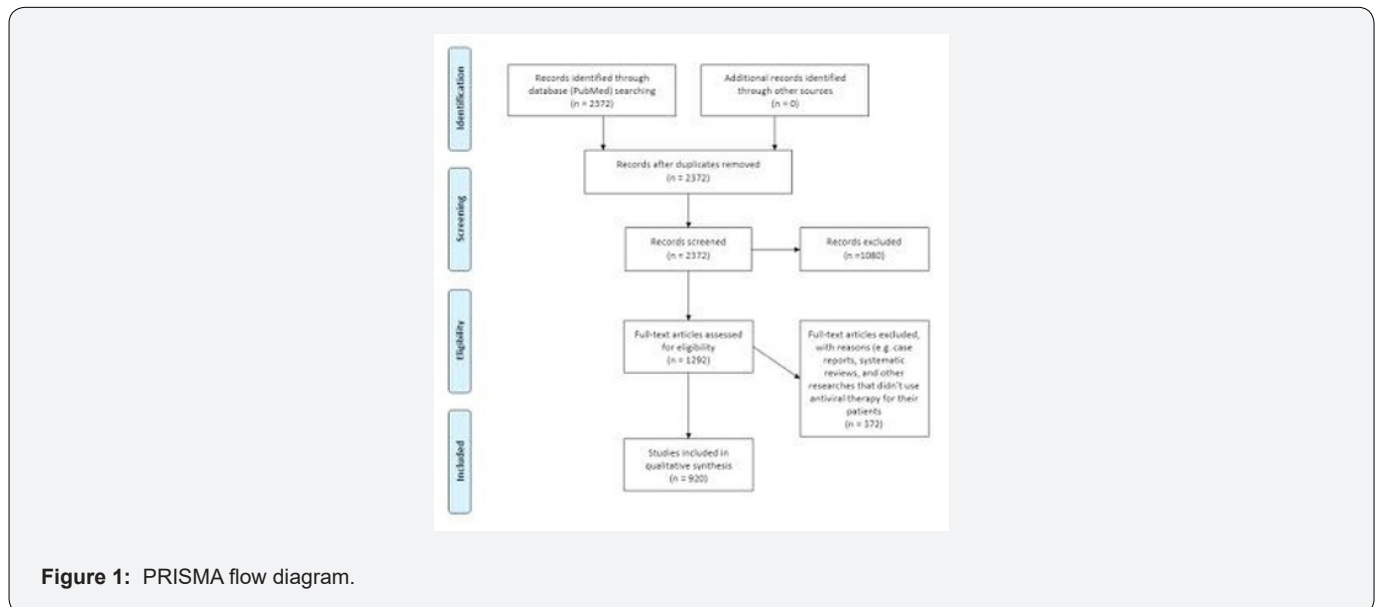 Identification
Records identified through
database (PubMed) searching
(n = 2372)
Additional records identified
through other sources
(n = 0)
Screening
Records after duplicates removed
(n = 2372)
Records screened
(n = 2372)
Records excluded
(n =1080)
Eligibility
Full-text articles assessed
for eligibility
(n = 1292)
Full-text articles excluded,
with reasons (e.g. case
reports, systematic
reviews, and other
researches that didn't use
antiviral therapy for their
patients
(n = 372)
Included
Studies included in
qualitative synthesis
(n = 920)
Figure 1: PRISMA flow diagram.